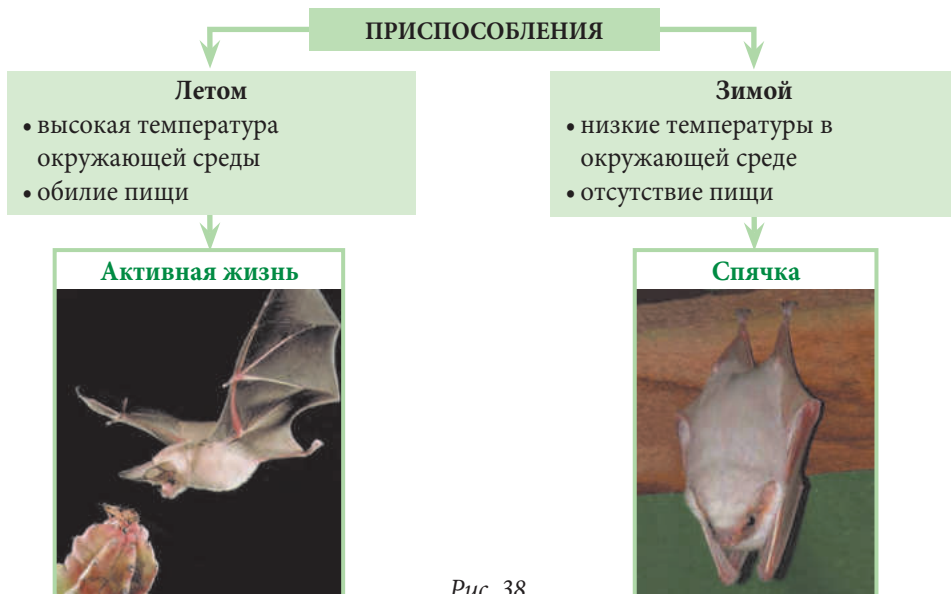 ПРИСПОСОБЛЕНИЯ
Летом
• высокая температура
окружающей среды
• обилие пищи
Зимой
• низкие температуры в
окружающей среде
• отсутствие пищи
Активная жизнь
Спячка
Рис. 38